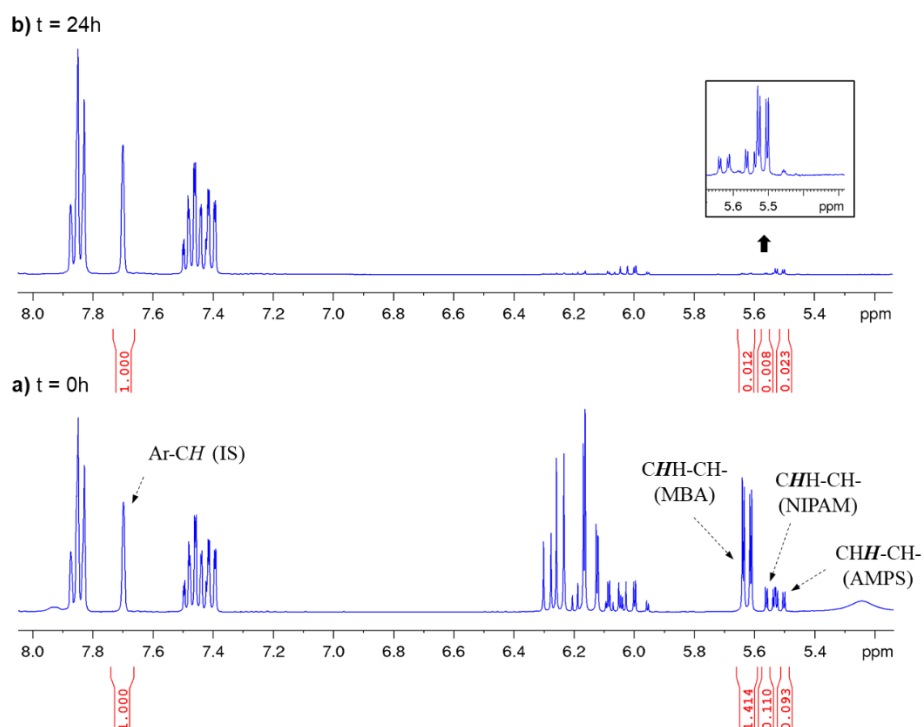 b) t = 24h
5.6 5.5 ppm
8.0 7.8 7.6 7.4 7.2 7.0 6.8 6.6 6.4 6.2 6.0 5.8 5.6 5.4 ppm
1.000 0.012 0.008 0.023
a) t = 0h
Ar-CH (IS)
CHH-CH-
(MBA)
CHH-CH-
(NIPAM)
CHH-CH-
(AMPS)
8.0 7.8 7.6 7.4 7.2 7.0 6.8 6.6 6.4 6.2 6.0 5.8 5.6 5.4 ppm
1.000 1.414 0.110 0.093